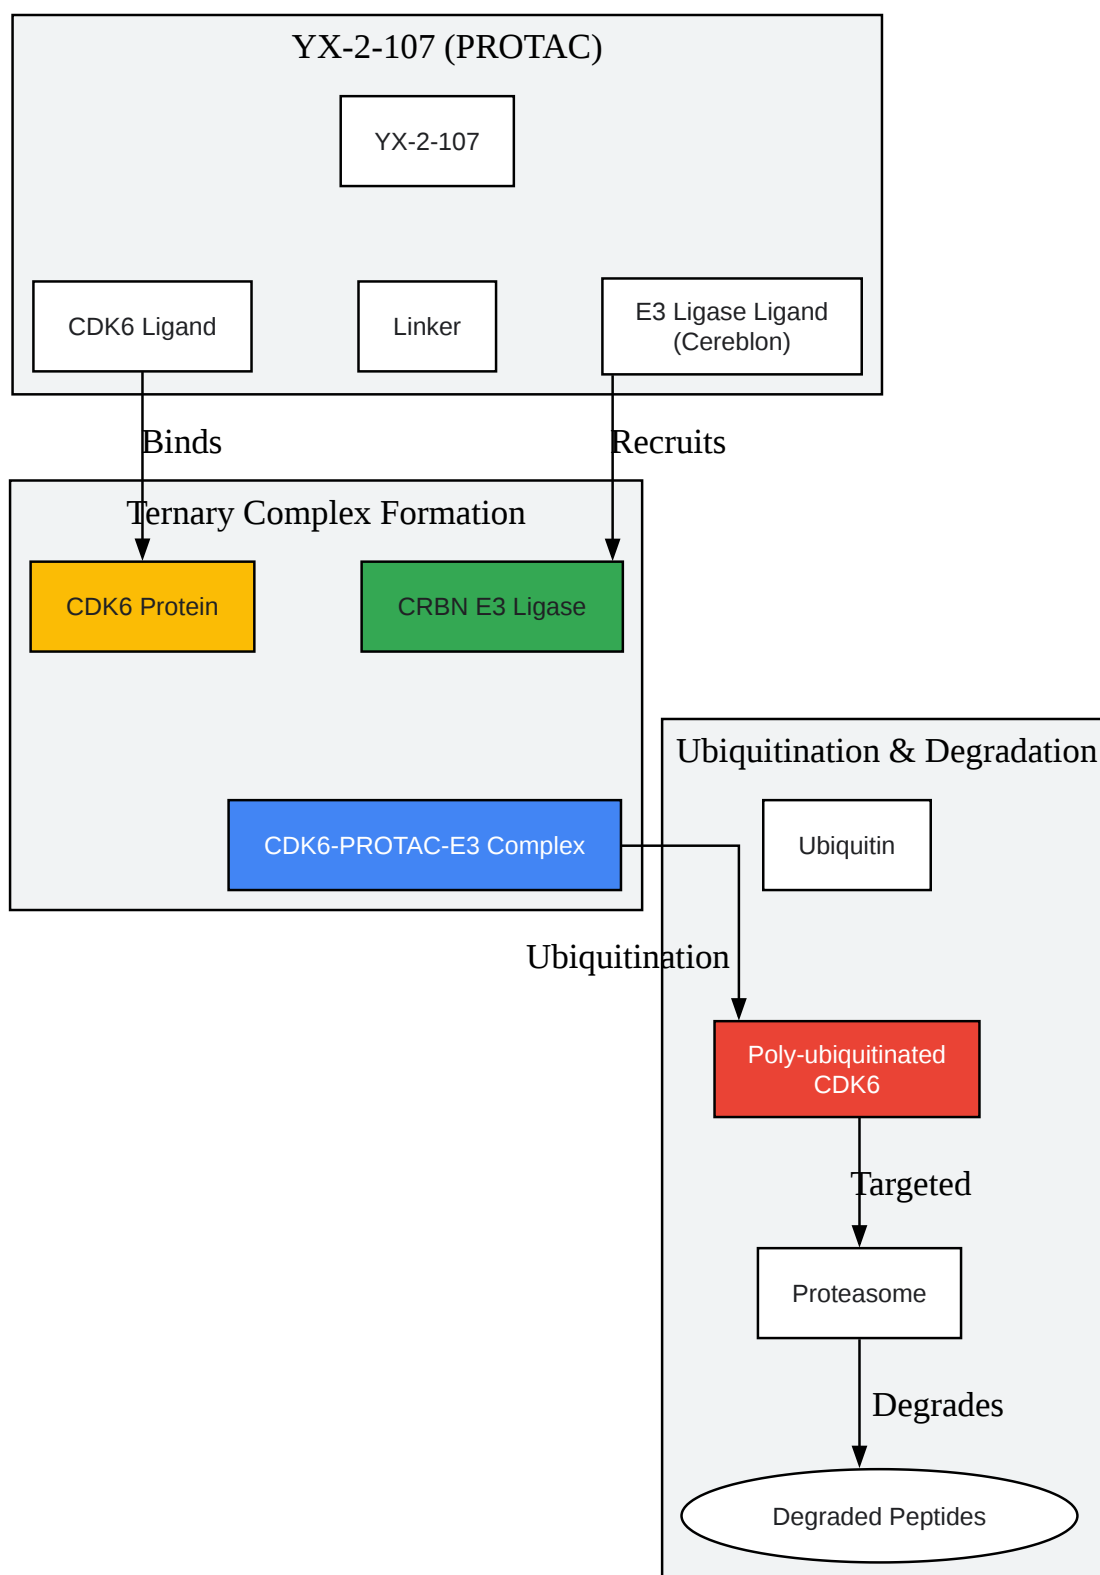 YX-2-107 (PROTAC)
YX-2-107
CDK6 Ligand
Linker
E3 Ligase Ligand
(Cereblon)
Binds
Recruits
Ternary Complex Formation
CDK6 Protein
CRBN E3 Ligase
CDK6-PROTAC-E3 Complex
Ubiquitination & Degradation
Ubiquitin
Ubiquitination
Poly-ubiquitinated
CDK6
Targeted
Proteasome
Degrades
Degraded Peptides